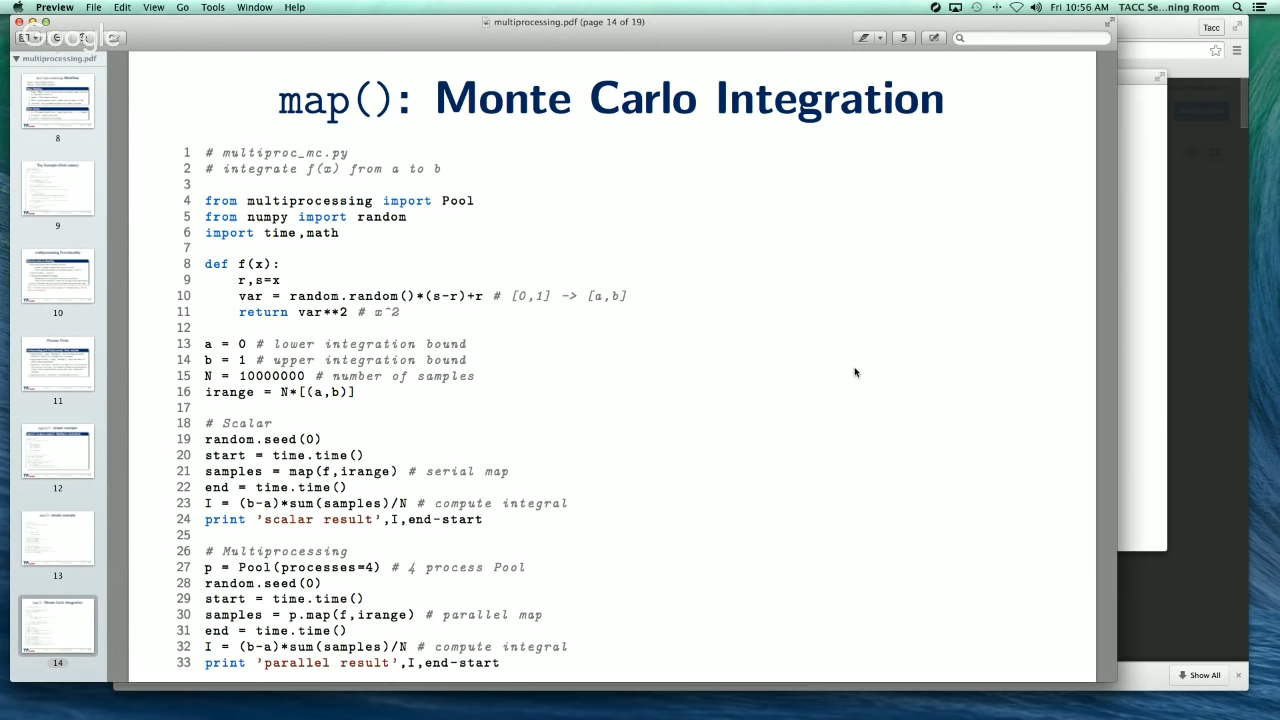 Preview File Edit View Go Tools Window Help
Fri 10:56 AM TACC Se...ning Room
multiprocessing.pdf (page 14 of 19)
Tacc
Google
5
multiprocessing.pdf
8
9
10
11
12
13
14
map(): Monte Carlo Integration
1 # multiproc_mc.py
2 # integrate f(x) from a to b
3
4 from multiprocessing import Pool
5 from numpy import random
6 import time,math
7
8 def f(x):
9 r,s=x
10 var = random.random()*(s-r)+r # [0,1] -> [a,b]
11 return var**2 # x^2
12
13 a = 0 # lower integration bound
14 b = # upper integration bound
15 N = 10000000 # number of samples
16 irange = N*[(a,b)]
17
18 # Scalar
19 random.seed(0)
20 start = time.time()
21 samples = map(f,irange) # serial map
22 end = time.time()
23 I = (b-a)*sum(samples)/N # compute integral
24 print 'scalar result',I,end-start
25
26 # Multiprocessing
27 p = Pool(processes=4) # 4 process Pool
28 random.seed(0)
29 start = time.time()
30 samples = p.map(f,irange) # parallel map
31 end = time.time()
32 I = (b-a)*sum(samples)/N # compute integral
33 print 'parallel result',I,end-start
Show All